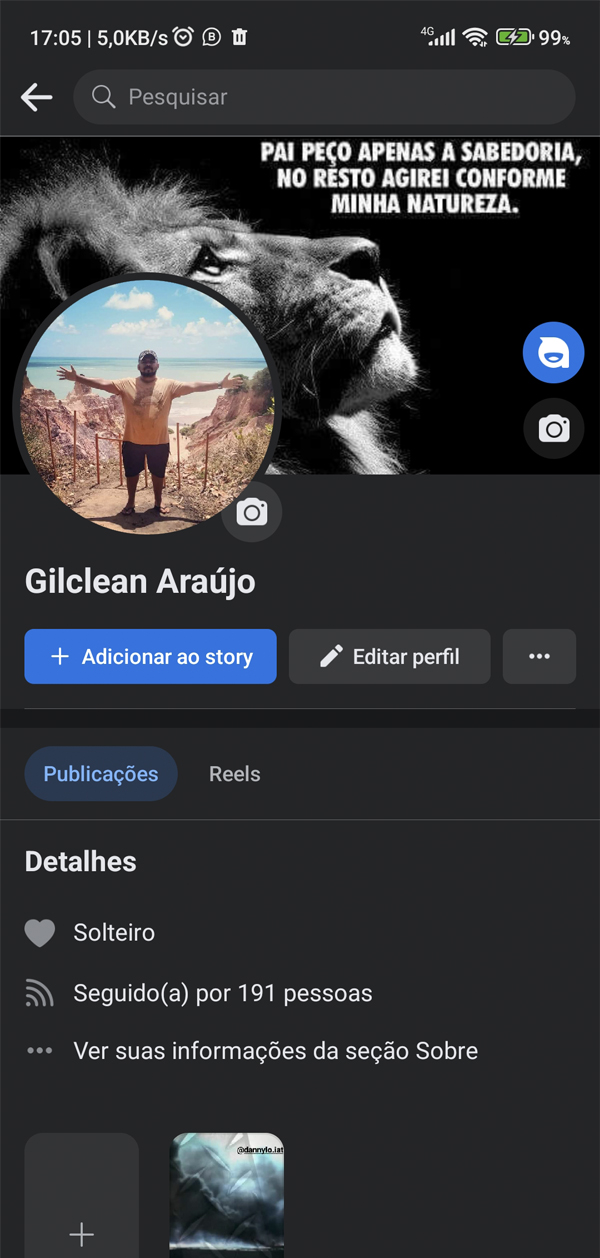 17:05 | 5,0KB/s B 4G 99%
Pesquisar
PAI PEÇO APENAS A SABEDORIA,
NO RESTO AGIREI CONFORME
MINHA NATUREZA.
Gilclean Araújo
+ Adicionar ao story Editar perfil
Publicações Reels
Detalhes
Solteiro
Seguido(a) por 191 pessoas
Ver suas informações da seção Sobre
@dannylo.iat